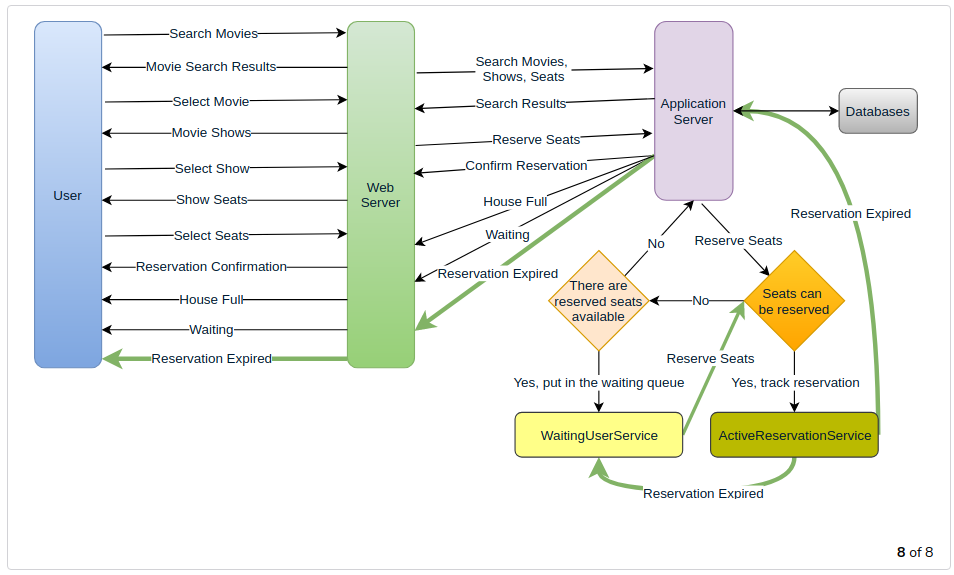 Search Movies
Movie Search Results
Select Movie
Movie Shows
Select Show
Show Seats
Select Seats
Reservation Confirmation
House Full
Waiting
Reservation Expired
User
Web
Server
Search Movies,
Shows, Seats
Search Results
Reserve Seats
Confirm Reservation
House Full
Waiting
Reservation Expired
Application
Server
Databases
Reservation Expired
No
Reserve Seats
There are
reserved seats
available
No
Seats can
be reserved
Reserve Seats
Yes, put in the waiting queue
Yes, track reservation
WaitingUserService
ActiveReservationService
Reservation Expired
8 of 8